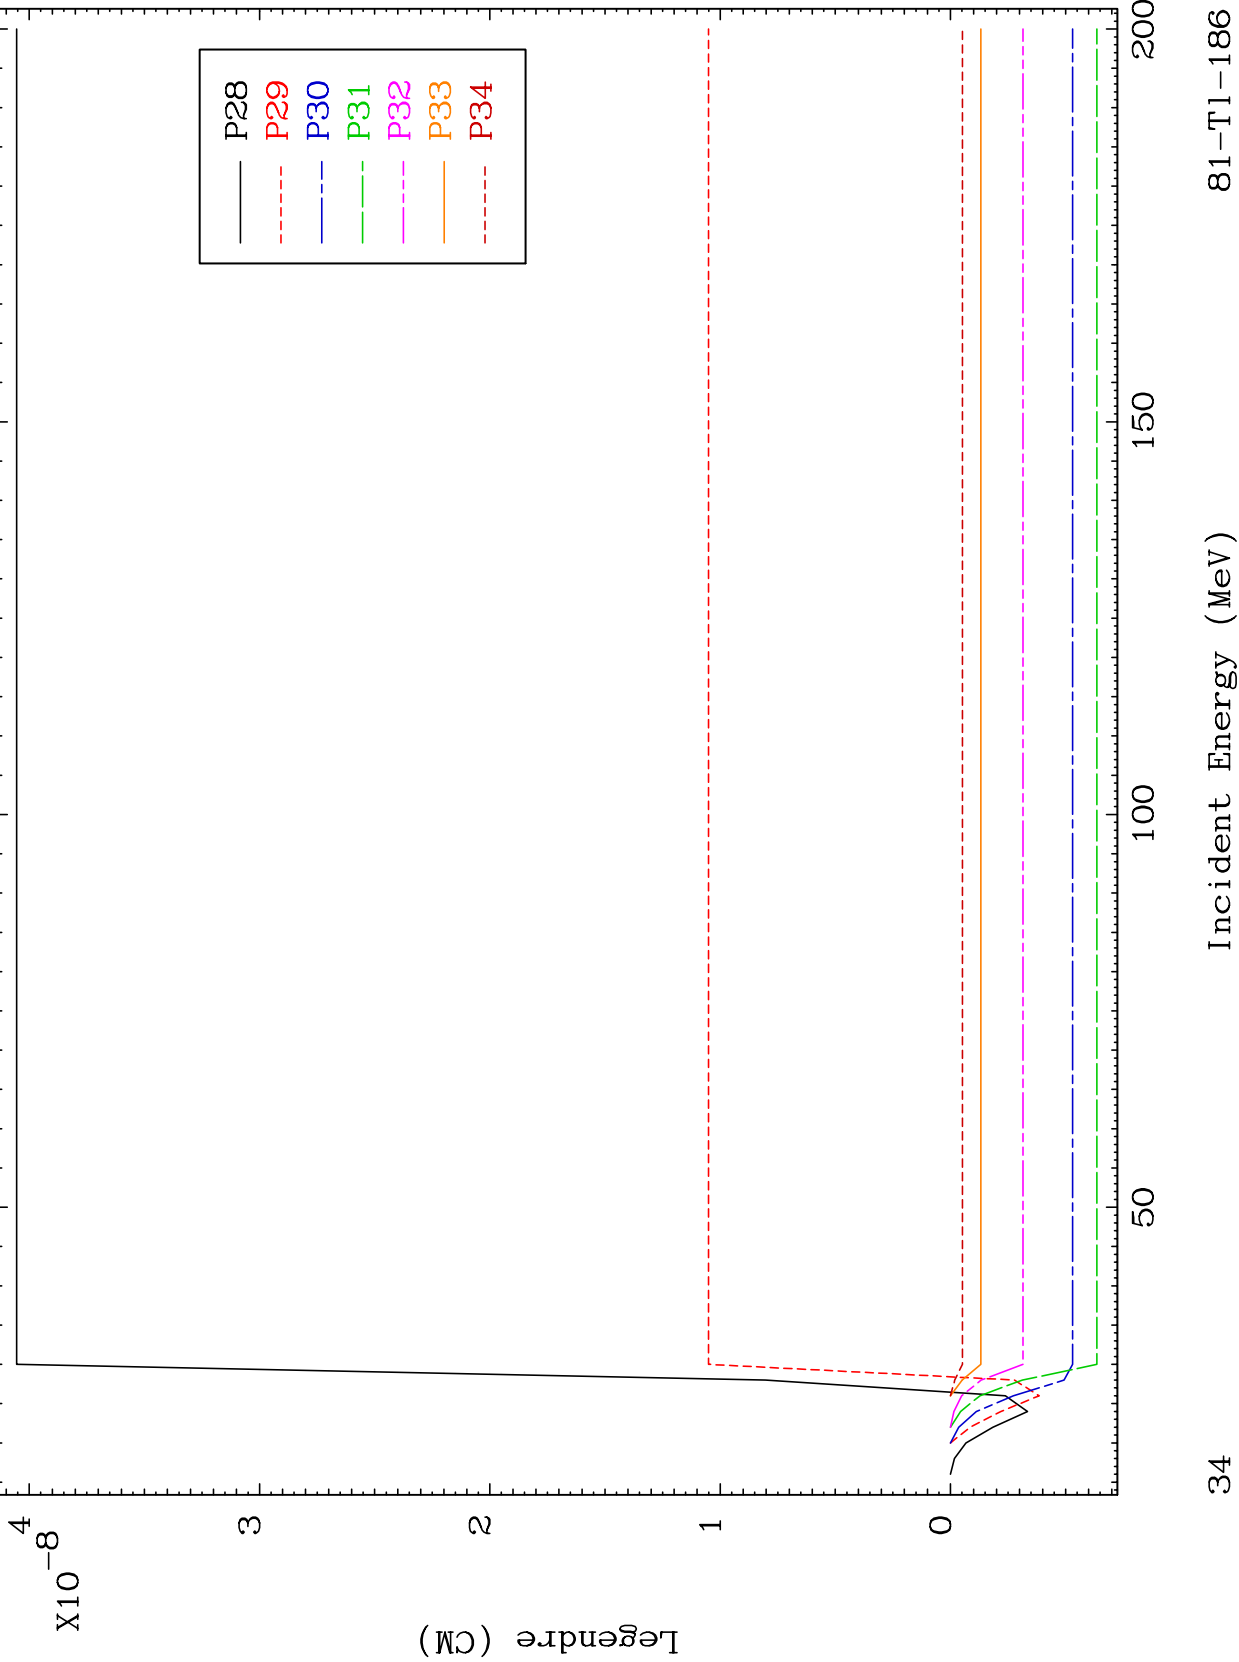 X10-8
4
3
2
1
0
Legendre (CM)
P28
P29
P30
P31
P32
P33
P34
50
100
150
200
34
Incident Energy (MeV)
81-Tl-186